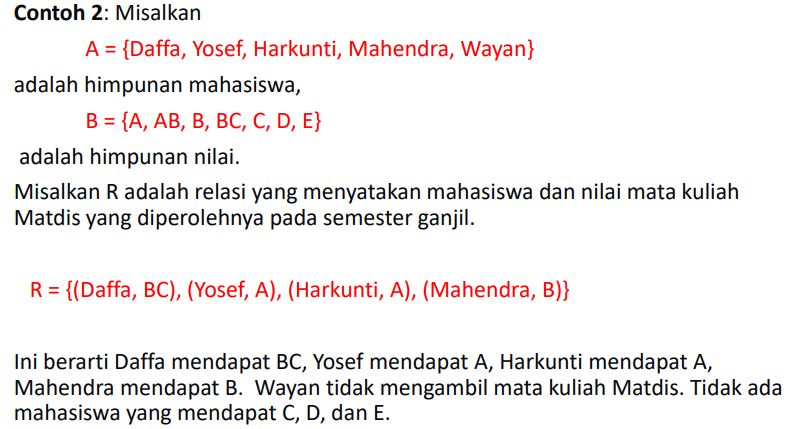 Contoh 2: Misalkan
A = {Daffa, Yosef, Harkunti, Mahendra, Wayan}
adalah himpunan mahasiswa,
B = {A, AB, B, BC, C, D, E}
adalah himpunan nilai.
Misalkan R adalah relasi yang menyatakan mahasiswa dan nilai mata kuliah
Matdis yang diperolehnya pada semester ganjil.
R = {(Daffa, BC), (Yosef, A), (Harkunti, A), (Mahendra, B)}
Ini berarti Daffa mendapat BC, Yosef mendapat A, Harkunti mendapat A,
Mahendra mendapat B. Wayan tidak mengambil mata kuliah Matdis. Tidak ada
mahasiswa yang mendapat C, D, dan E.